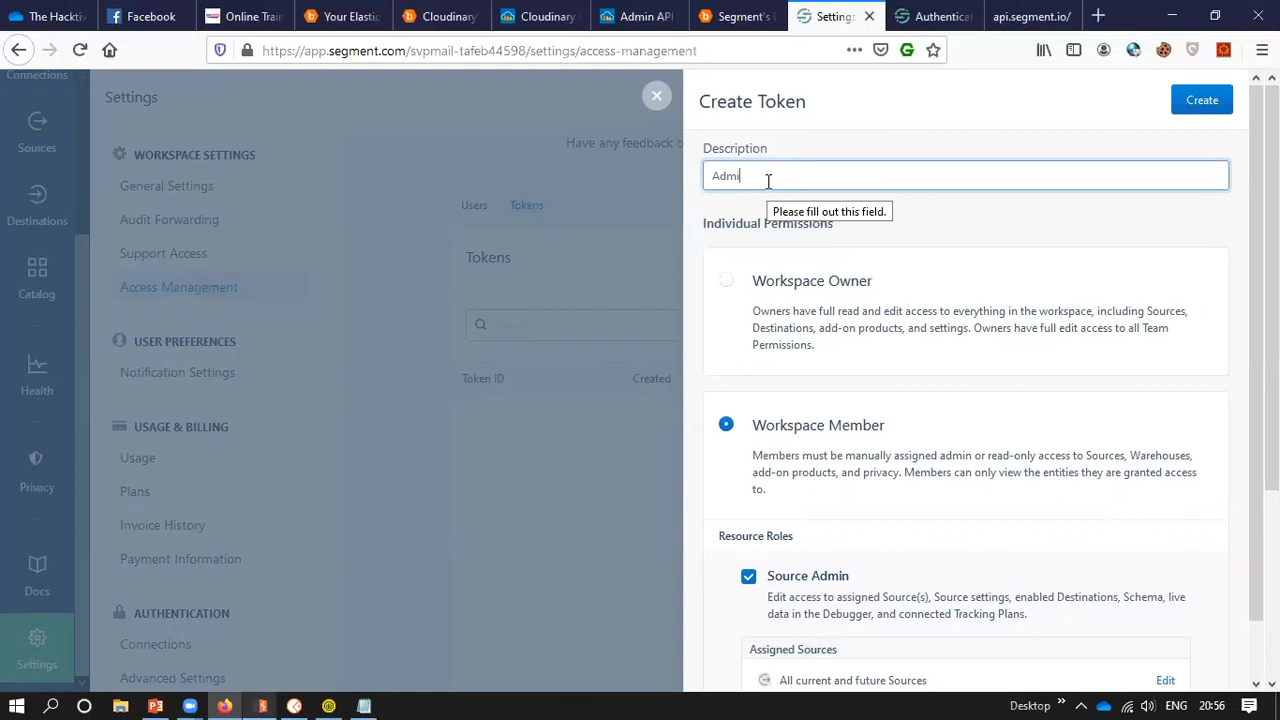 Segment
Facebook
Online Train
Your Elastic
Cloudinary
Cloudinary
Admin API
Segment's
Settings
Authenticat
api.segment.io/
https://app.segment.com/svpmail-tafeb44598/settings/access-management
Connections
Sources
Destinations
Catalog
Health
Privacy
Docs
Settings
Settings
WORKSPACE SETTINGS
General Settings
Audit Forwarding
Support Access
Access Management
USER PREFERENCES
Notification Settings
USAGE & BILLING
Usage
Plans
Invoice History
Payment Information
AUTHENTICATION
Connections
Advanced Settings
Have any feedback o
Users
Tokens
Tokens
Token ID
Created
Create Token
Create
Description
Admi
Please fill out this field.
Individual Permissions
Workspace Owner
Owners have full read and edit access to everything in the workspace, including Sources,
Destinations, add-on products, and settings. Owners have full edit access to all Team
Permissions.
Workspace Member
Members must be manually assigned admin or read-only access to Sources, Warehouses,
add-on products, and privacy. Members can only view the entities they are granted access
to.
Resource Roles
Source Admin
Edit access to assigned Source(s), Source settings, enabled Destinations, Schema, live
data in the Debugger, and connected Tracking Plans.
Assigned Sources
All current and future Sources
Edit
Desktop
ENG
20:56